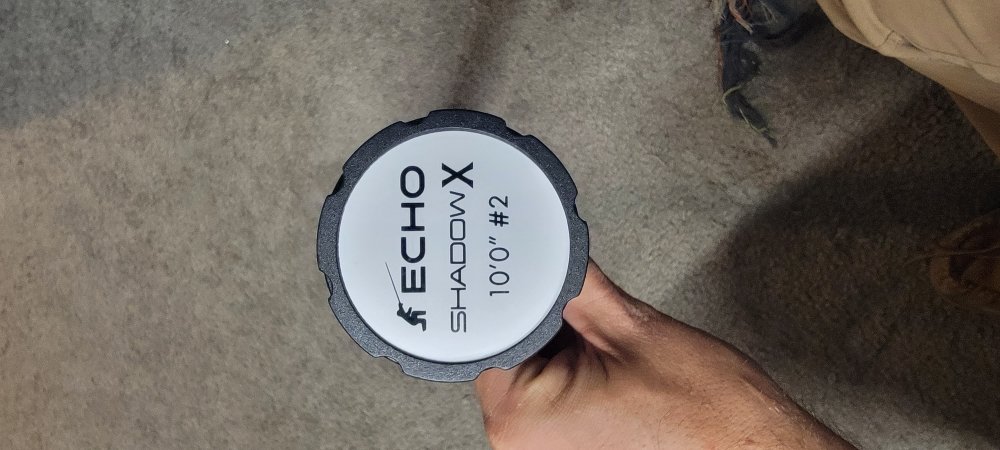 ECHO
SHADOW X
10'0" #2